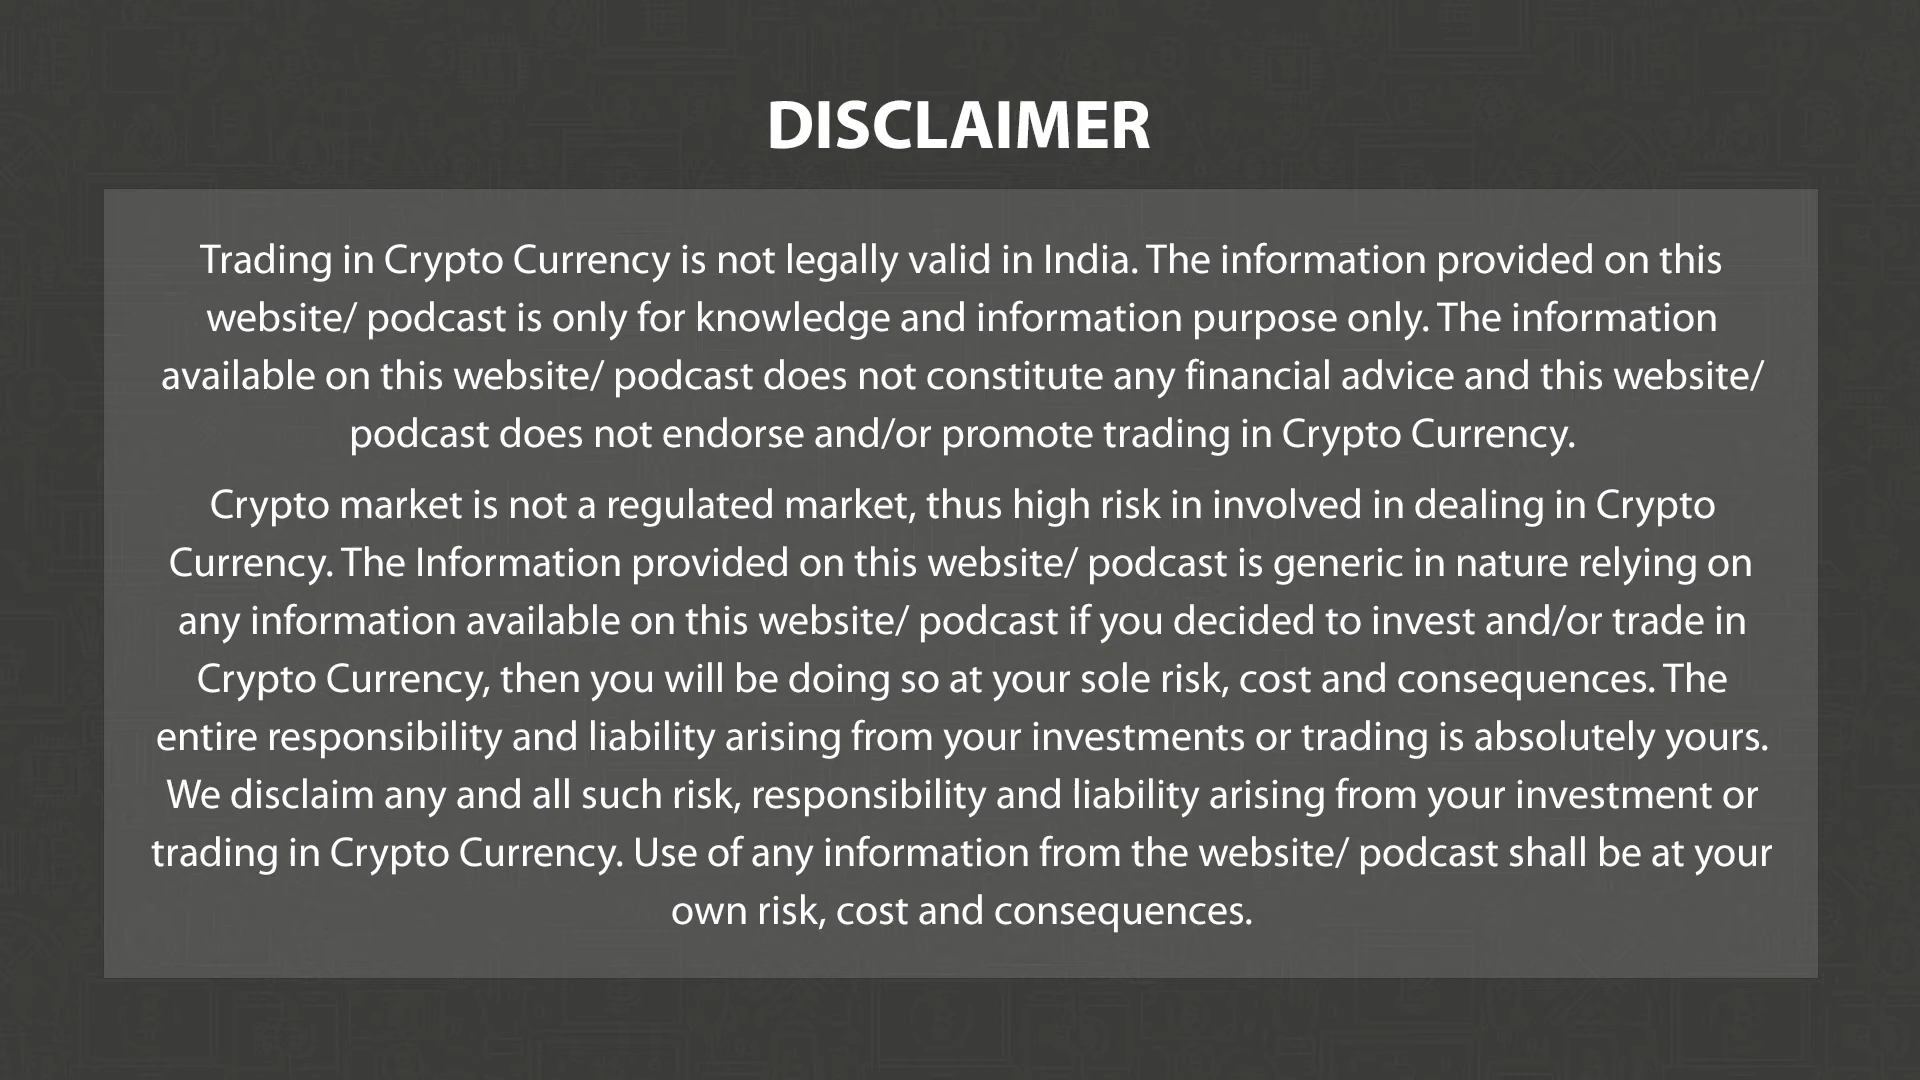 DISCLAIMER
Trading in Crypto Currency is not legally valid in India. The information provided on this
website/ podcast is only for knowledge and information purpose only. The information
available on this website/ podcast does not constitute any financial advice and this website/
podcast does not endorse and/or promote trading in Crypto Currency.
Crypto market is not a regulated market, thus high risk in involved in dealing in Crypto
Currency. The Information provided on this website/ podcast is generic in nature relying on
any information available on this website/ podcast if you decided to invest and/or trade in
Crypto Currency, then you will be doing so at your sole risk, cost and consequences. The
entire responsibility and liability arising from your investments or trading is absolutely yours.
We disclaim any and all such risk, responsibility and liability arising from your investment or
trading in Crypto Currency. Use of any information from the website/ podcast shall be at your
own risk, cost and consequences.